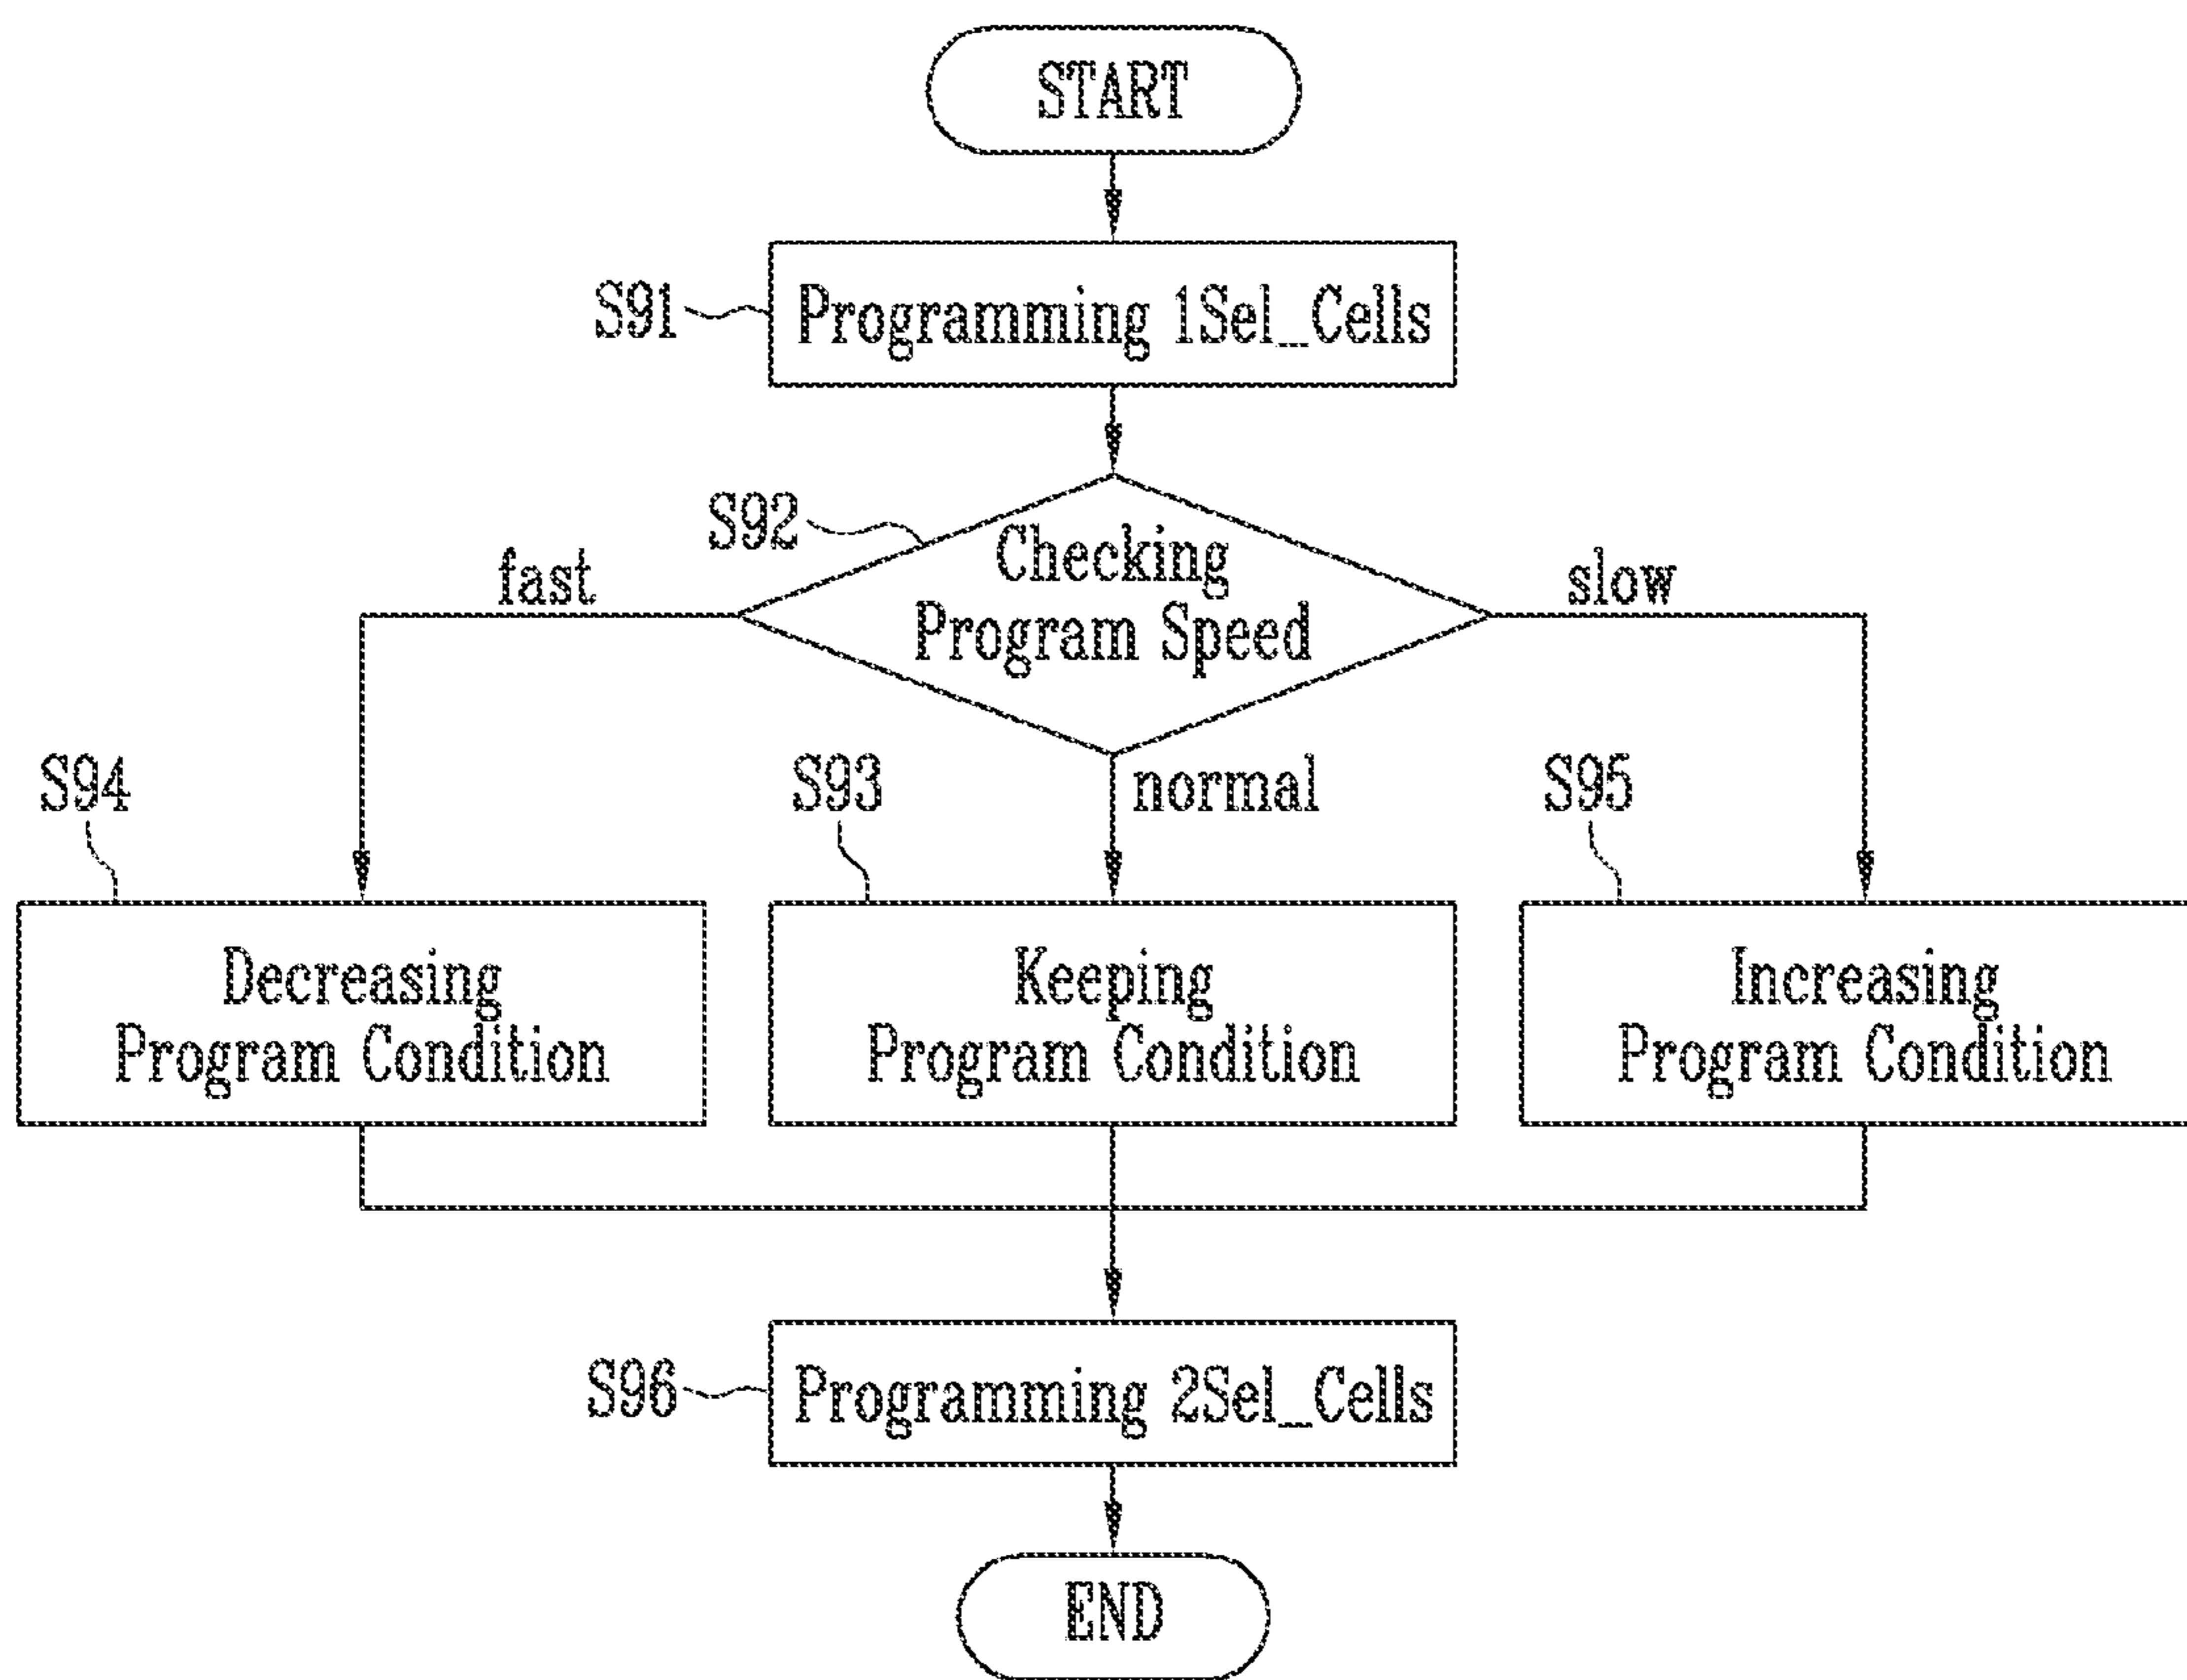 START
S91
Programming 1Sel_Cells
S92
Checking
Program Speed
fast
slow
normal
S94
S93
S95
Decreasing
Program Condition
Keeping
Program Condition
Increasing
Program Condition
S96
Programming 2Sel_Cells
END